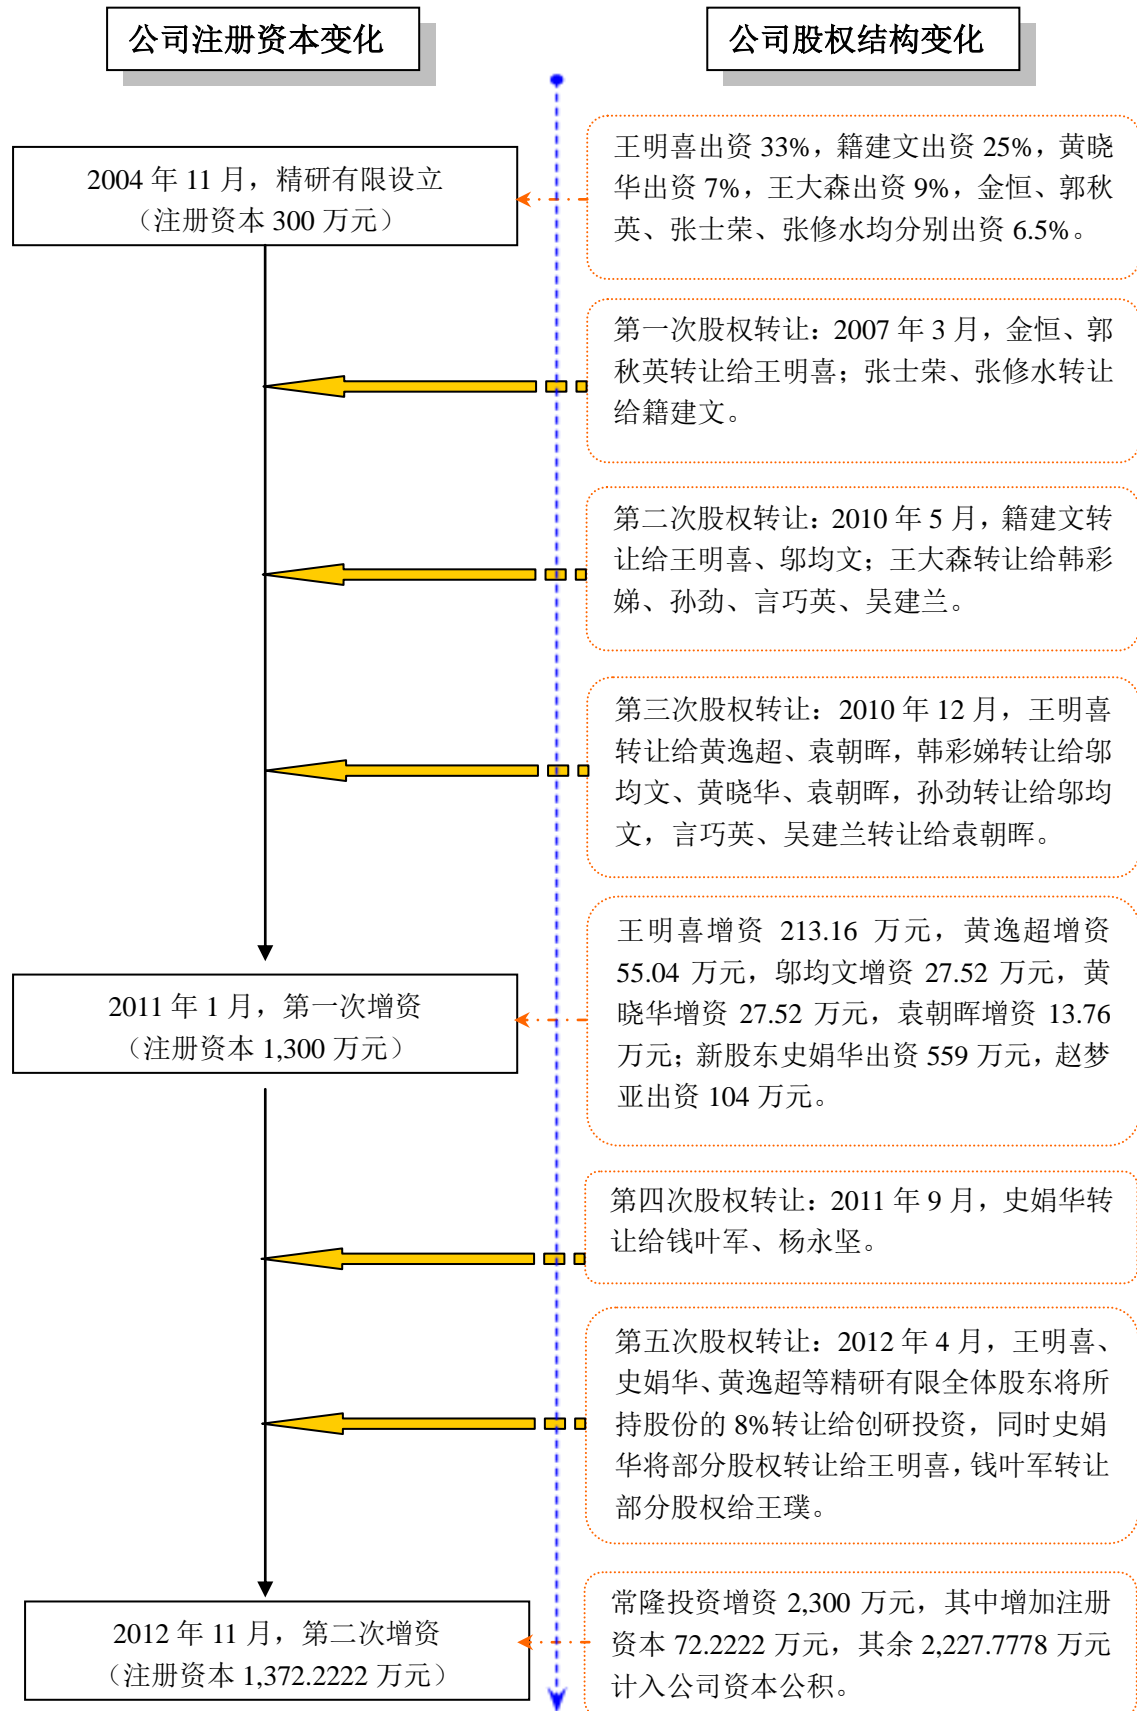 公司注册资本变化
公司股权结构变化
王明喜出资 33%，籍建文出资 25%，黄晓
华出资 7%，王大森出资 9%，金恒、郭秋
英、张士荣、张修水均分别出资 6.5%。
2004 年 11 月，精研有限设立
（注册资本 300 万元）
第一次股权转让：2007 年 3 月，金恒、郭
秋英转让给王明喜；张士荣、张修水转让
给籍建文。
第二次股权转让：2010 年 5 月，籍建文转
让给王明喜、邬均文；王大森转让给韩彩
娣、孙劲、言巧英、吴建兰。
第三次股权转让：2010 年 12 月，王明喜
转让给黄逸超、袁朝晖，韩彩娣转让给邬
均文、黄晓华、袁朝晖，孙劲转让给邬均
文，言巧英、吴建兰转让给袁朝晖。
王明喜增资 213.16 万元，黄逸超增资
55.04 万元，邬均文增资 27.52 万元，黄
晓华增资 27.52 万元，袁朝晖增资 13.76
万元；新股东史娟华出资 559 万元，赵梦
亚出资 104 万元。
2011 年 1 月，第一次增资
（注册资本 1,300 万元）
第四次股权转让：2011 年 9 月，史娟华转
让给钱叶军、杨永坚。
第五次股权转让：2012 年 4 月，王明喜、
史娟华、黄逸超等精研有限全体股东将所
持股份的 8%转让给创研投资，同时史娟
华将部分股权转让给王明喜，钱叶军转让
部分股权给王璞。
2012 年 11 月，第二次增资
（注册资本 1,372.2222 万元）
常隆投资增资 2,300 万元，其中增加注册
资本 72.2222 万元，其余 2,227.7778 万元
计入公司资本公积。